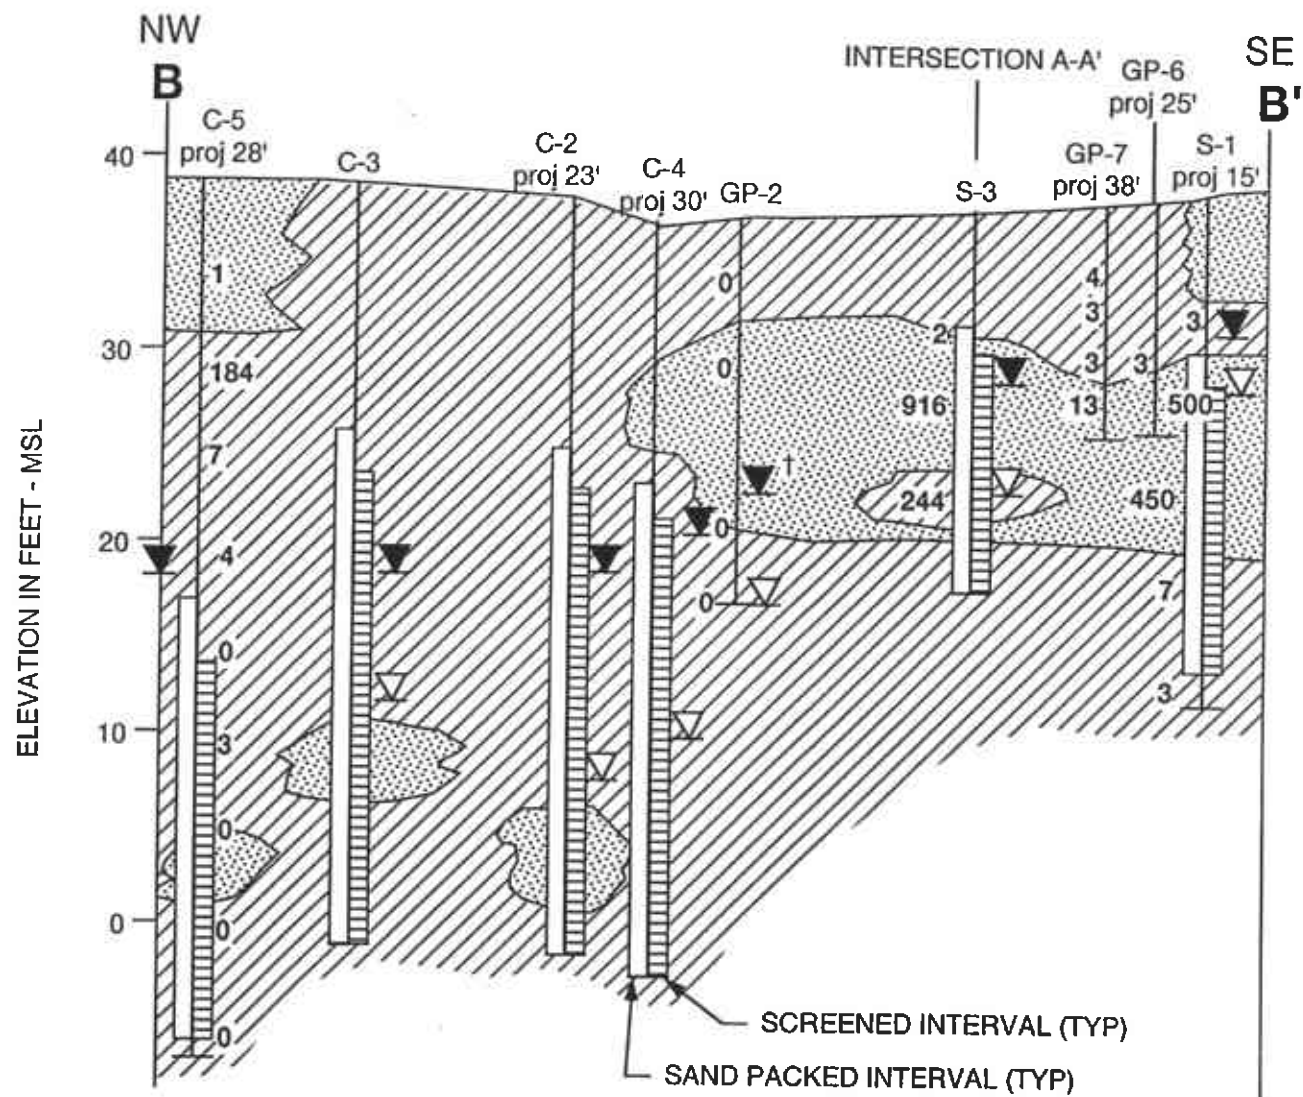 NW
B
SE
B'
INTERSECTION A-A'
GP-6
proj 25'
C-5
proj 28'
C-3
C-2
proj 23'
C-4
proj 30'
GP-2
S-3
GP-7
proj 38'
S-1
proj 15'
ELEVATION IN FEET - MSL
40
30
20
10
0
1
184
7
4
0
3
0
0
0
0
0
†
0
0
2
916
244
4
3
3
13
3
3
500
450
7
3
SCREENED INTERVAL (TYP)
SAND PACKED INTERVAL (TYP)